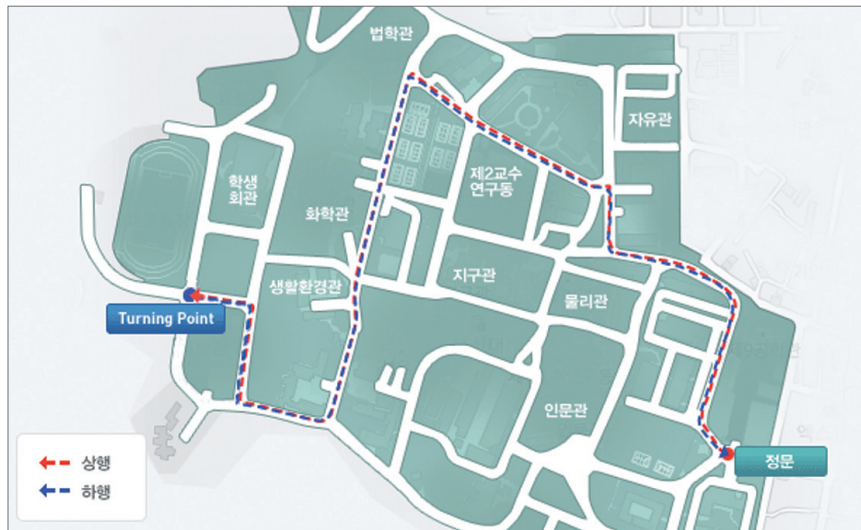 법학관
자유관
제2교수
연구동
학생
회관
화학관
지구관
생활환경관
물리관
Turning Point
인문관
정문
상행
하행